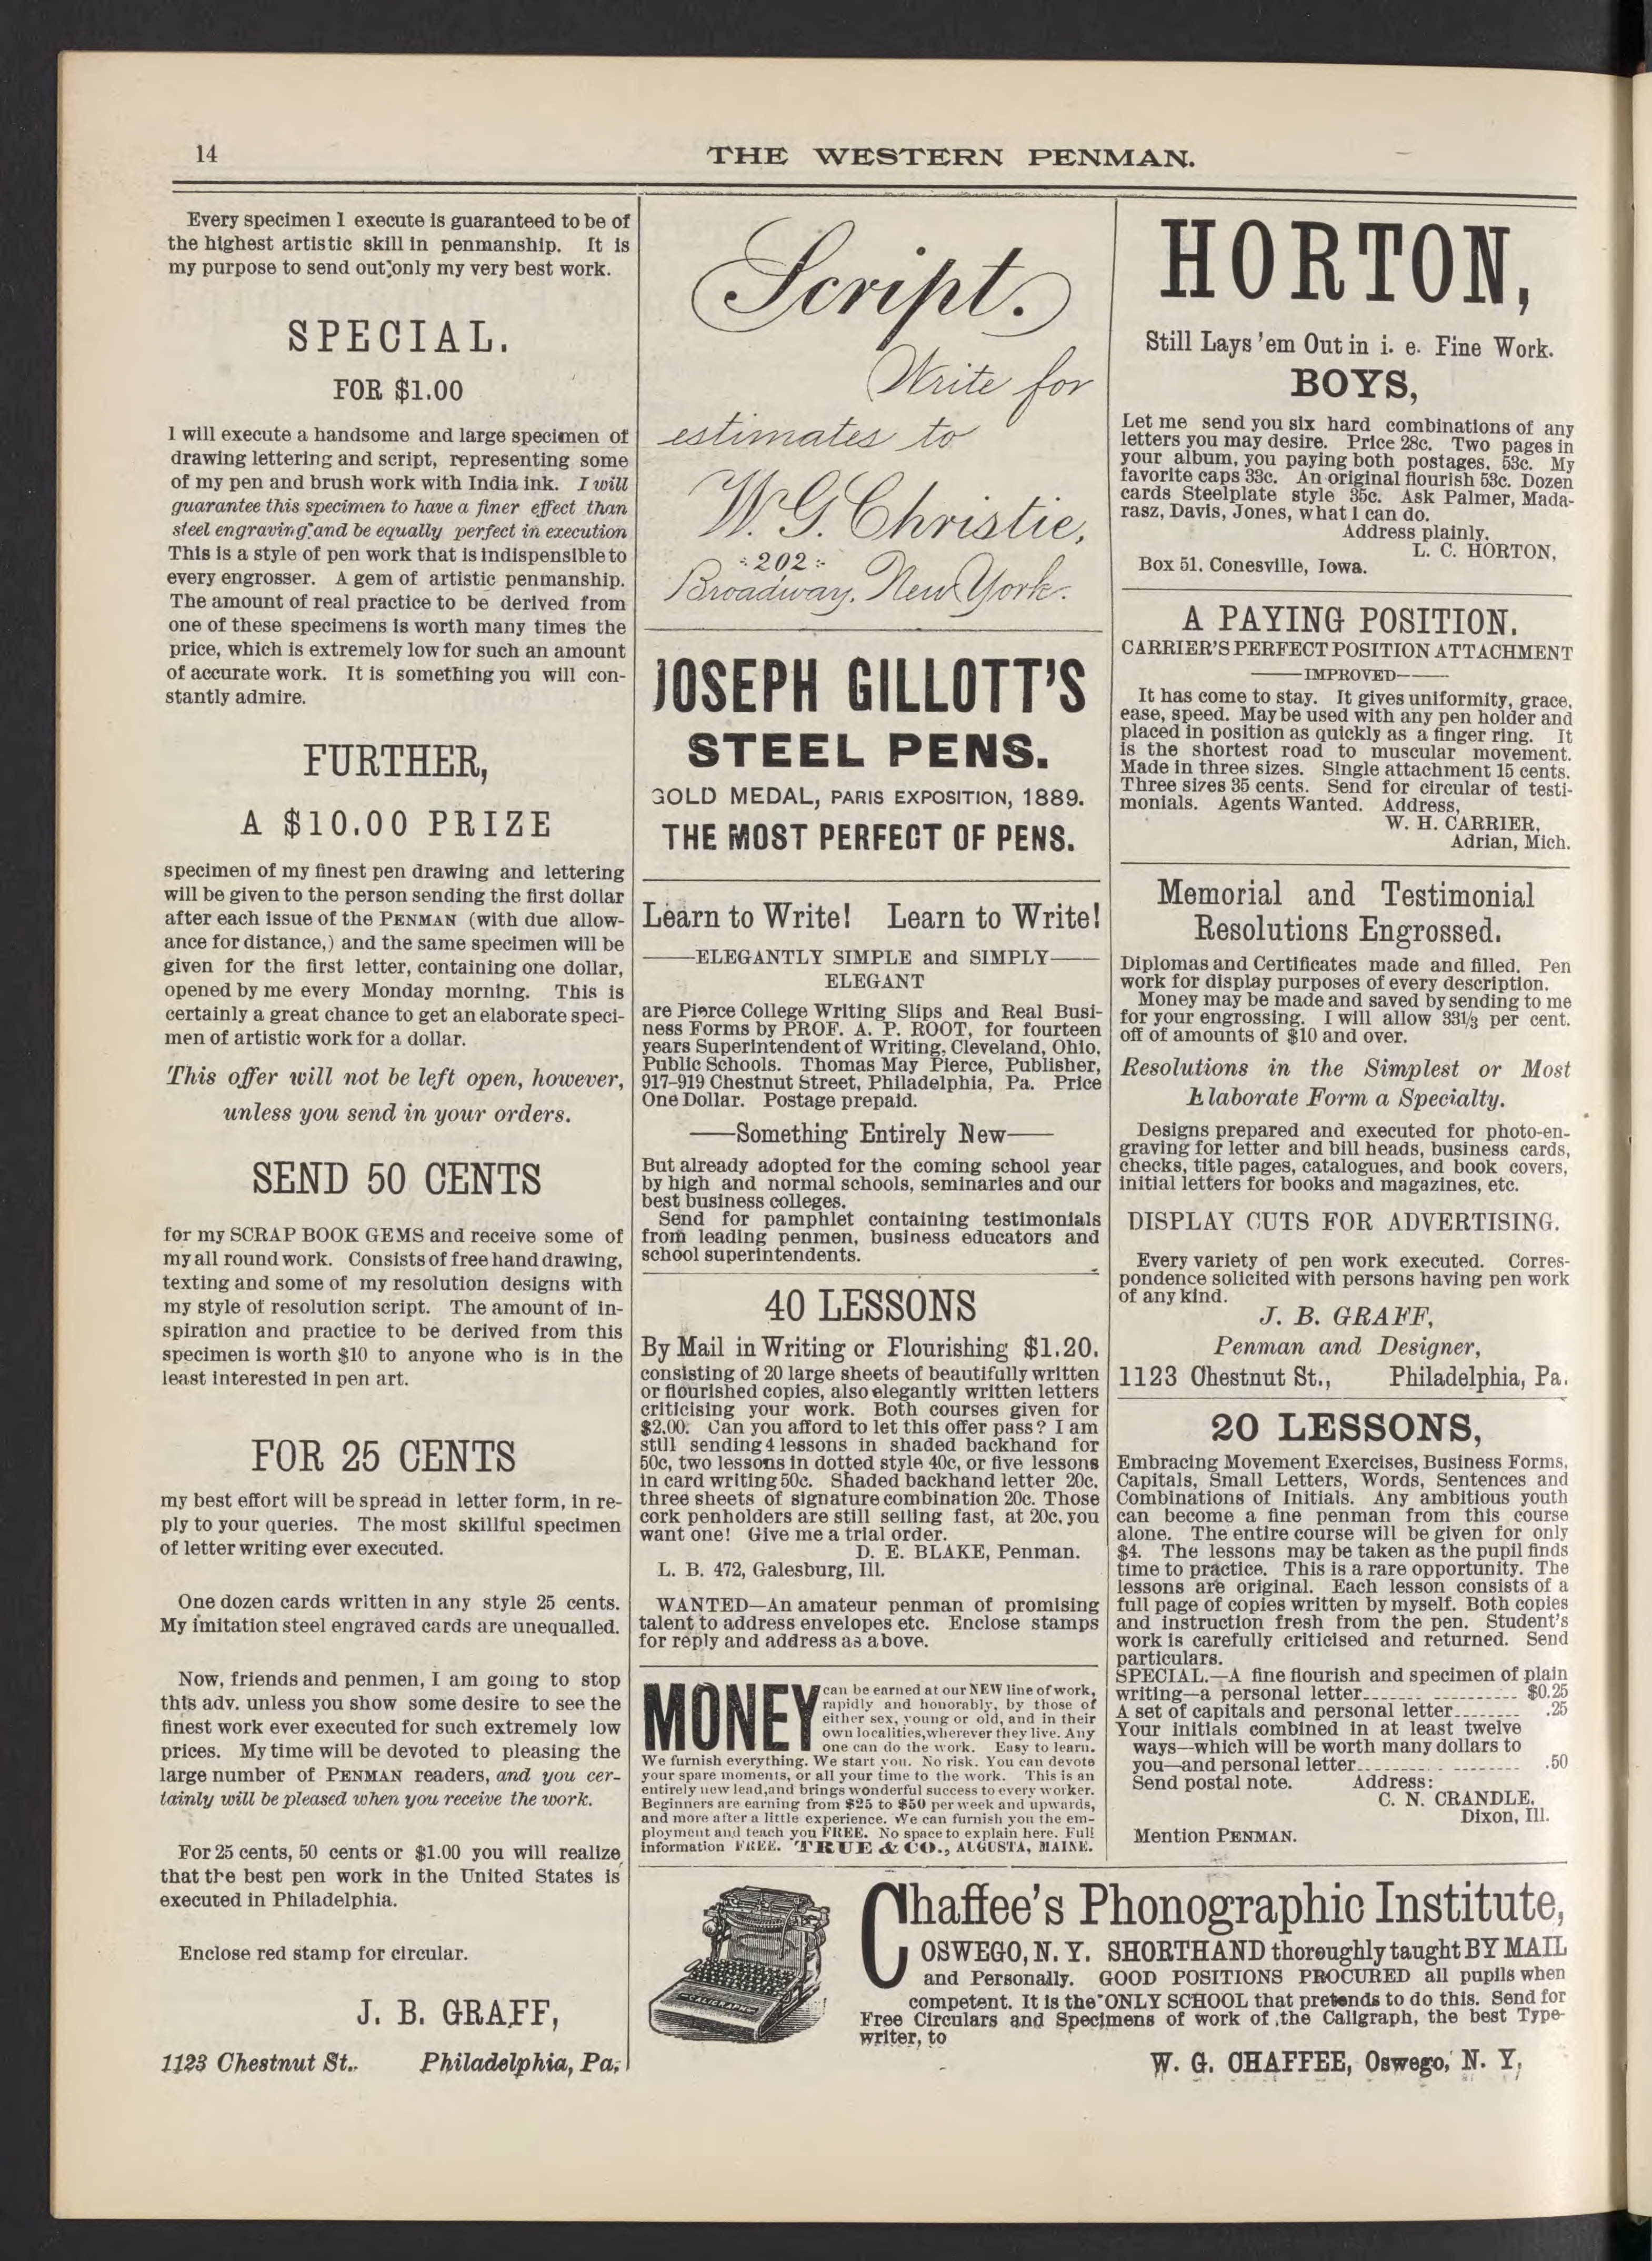 14
THE WESTERN PENMAN.
Every specimen I execute is guaranteed to be of
the highest artistic skill in penmanship. It is
my purpose to send out only my very best work.
SPECIAL.
FOR $1.00
I will execute a handsome and large specimen of
drawing lettering and script, representing some
of my pen and brush work with India ink. I will
guarantee this specimen to have a finer effect than
steel engraving and be equally perfect in execution
This is a style of pen work that is indispensible to
every engrosser. A gem of artistic penmanship.
The amount of real practice to be derived from
one of these specimens is worth many times the
price, which is extremely low for such an amount
of accurate work. It is something you will con-
stantly admire.
FURTHER,
A $10.00 PRIZE
specimen of my finest pen drawing and lettering
will be given to the person sending the first dollar
after each issue of the PENMAN (with due allow-
ance for distance,) and the same specimen will be
given for the first letter, containing one dollar,
opened by me every Monday morning. This is
certainly a great chance to get an elaborate speci-
men of artistic work for a dollar.
This offer will not be left open, however,
unless you send in your orders.
SEND 50 CENTS
for my SCRAP BOOK GEMS and receive some of
my all round work. Consists of free hand drawing,
texting and some of my resolution designs with
my style of resolution script. The amount of in-
spiration and practice to be derived from this
specimen is worth $10 to anyone who is in the
least interested in pen art.
FOR 25 CENTS
my best effort will be spread in letter form, in re-
ply to your queries. The most skillful specimen
of letter writing ever executed.
One dozen cards written in any style 25 cents.
My imitation steel engraved cards are unequalled.
Now, friends and penmen, I am going to stop
this adv. unless you show some desire to see the
finest work ever executed for such extremely low
prices. My time will be devoted to pleasing the
large number of PENMAN readers, and you cer-
tainly will be pleased when you receive the work.
For 25 cents, 50 cents or $1.00 you will realize
that the best pen work in the United States is
executed in Philadelphia.
Enclose red stamp for circular.
J. B. GRAFF,
1123 Chestnut St.. Philadelphia, Pa.
Script.
Write for
estimates to
W. G. Christie,
202
Broadway, New York.
JOSEPH GILLOTT'S
STEEL PENS.
GOLD MEDAL, PARIS EXPOSITION, 1889.
THE MOST PERFECT OF PENS.
Learn to Write! Learn to Write!
——ELEGANTLY SIMPLE and SIMPLY——
ELEGANT
are Pierce College Writing Slips and Real Busi-
ness Forms by PROF. A. P. ROOT, for fourteen
years Superintendent of Writing, Cleveland, Ohio,
Public Schools. Thomas May Pierce, Publisher,
917-919 Chestnut Street, Philadelphia, Pa. Price
One Dollar. Postage prepaid.
——Something Entirely New——
But already adopted for the coming school year
by high and normal schools, seminaries and our
best business colleges.
Send for pamphlet containing testimonials
from leading penmen, business educators and
school superintendents.
40 LESSONS
By Mail in Writing or Flourishing $1.20.
consisting of 20 large sheets of beautifully written
or flourished copies, also elegantly written letters
criticising your work. Both courses given for
$2.00. Can you afford to let this offer pass? I am
still sending 4 lessons in shaded backhand for
50c, two lessons in dotted style 40c, or five lessons
in card writing 50c. Shaded backhand letter 20c.
three sheets of signature combination 20c. Those
cork penholders are still selling fast, at 20c. you
want one! Give me a trial order.
D. E. BLAKE, Penman.
L. B. 472, Galesburg, Ill.
WANTED—An amateur penman of promising
talent to address envelopes etc. Enclose stamps
for reply and address as above.
MONEY can be earned at our NEW line of work,
rapidly and honorably, by those of
either sex, young or old, and in their
own localities, wherever they live. Any
one can do the work. Easy to learn.
We furnish everything. We start you. No risk. You can devote
your spare moments, or all your time to the work. This is an
entirely new lead, and brings wonderful success to every worker.
Beginners are earning from $25 to $50 per week and upwards,
and more after a little experience. We can furnish you the em-
ployment and teach you FREE. No space to explain here. Full
information FREE. TRUE & CO., AUGUSTA, MAINE.
HORTON,
Still Lays 'em Out in i. e. Fine Work.
BOYS,
Let me send you six hard combinations of any
letters you may desire. Price 28c. Two pages in
your album, you paying both postages, 53c. My
favorite caps 33c. An original flourish 53c. Dozen
cards Steelplate style 35c. Ask Palmer, Mada-
rasz, Davis, Jones, what I can do.
Address plainly.
L. C. HORTON,
Box 51. Conesville, Iowa.
A PAYING POSITION.
CARRIER'S PERFECT POSITION ATTACHMENT
——IMPROVED——
It has come to stay. It gives uniformity, grace,
ease, speed. May be used with any pen holder and
placed in position as quickly as a finger ring. It
is the shortest road to muscular movement.
Made in three sizes. Single attachment 15 cents.
Three sizes 35 cents. Send for circular of testi-
monials. Agents Wanted. Address,
W. H. CARRIER,
Adrian, Mich.
Memorial and Testimonial
Resolutions Engrossed.
Diplomas and Certificates made and filled. Pen
work for display purposes of every description.
Money may be made and saved by sending to me
for your engrossing. I will allow 33⅓ per cent.
off of amounts of $10 and over.
Resolutions in the Simplest or Most
Elaborate Form a Specialty.
Designs prepared and executed for photo-en-
graving for letter and bill heads, business cards,
checks, title pages, catalogues, and book covers,
initial letters for books and magazines, etc.
DISPLAY CUTS FOR ADVERTISING.
Every variety of pen work executed. Corres-
pondence solicited with persons having pen work
of any kind.
J. B. GRAFF,
Penman and Designer,
1123 Chestnut St., Philadelphia, Pa.
20 LESSONS,
Embracing Movement Exercises, Business Forms,
Capitals, Small Letters, Words, Sentences and
Combinations of Initials. Any ambitious youth
can become a fine penman from this course
alone. The entire course will be given for only
$4. The lessons may be taken as the pupil finds
time to practice. This is a rare opportunity. The
lessons are original. Each lesson consists of a
full page of copies written by myself. Both copies
and instruction fresh from the pen. Student's
work is carefully criticised and returned. Send
particulars.
SPECIAL.—A fine flourish and specimen of plain
writing—a personal letter------- $0.25
A set of capitals and personal letter-------- .25
Your initials combined in at least twelve
ways—which will be worth many dollars to
you—and personal letter-------- .50
Send postal note. Address:
C. N. CRANDLE,
Dixon, Ill.
Mention PENMAN.
CALIGRAPH
Chaffee's Phonographic Institute,
OSWEGO, N. Y. SHORTHAND thoroughly taught BY MAIL
and Personally. GOOD POSITIONS PROCURED all pupils when
competent. It is the ONLY SCHOOL that pretends to do this. Send for
Free Circulars and Specimens of work of the Caligraph, the best Type-
writer, to
W. G. CHAFFEE, Oswego, N. Y.